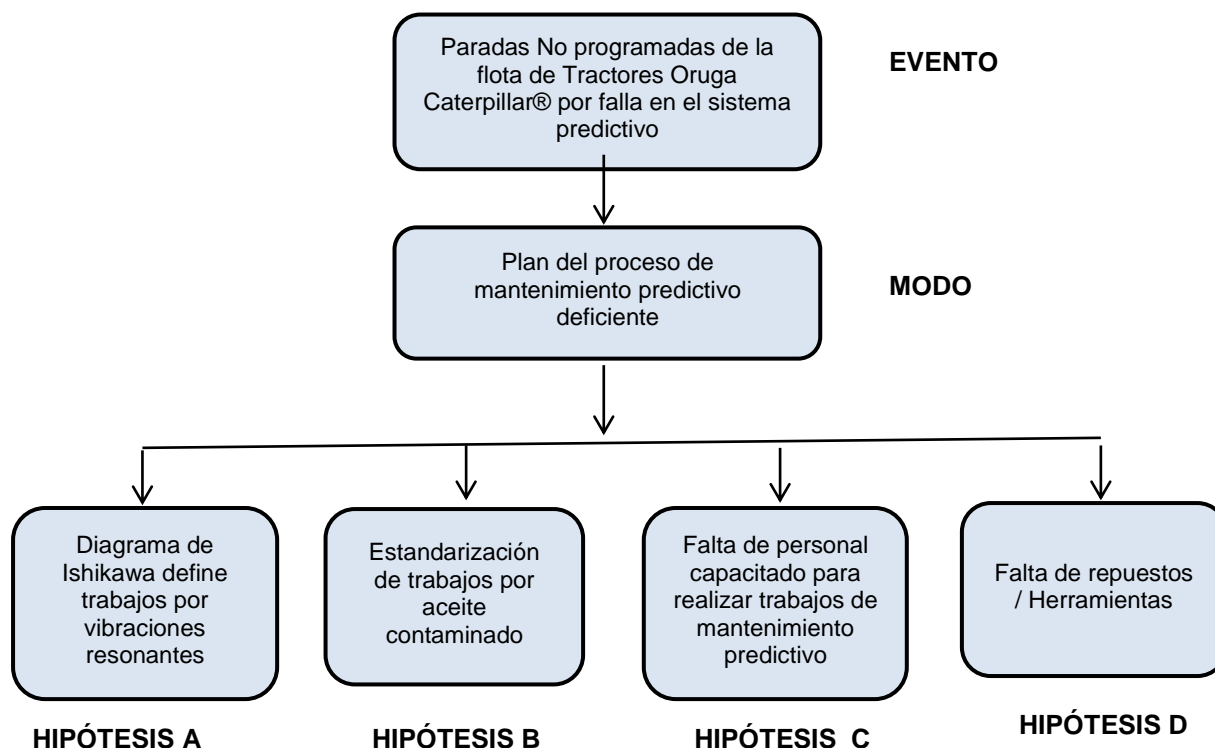 Paradas No programadas de la
flota de Tractores Oruga
Caterpillar® por falla en el sistema
predictivo
EVENTO
Plan del proceso de
mantenimiento predictivo
deficiente
MODO
Diagrama de
Ishikawa define
trabajos por
vibraciones
resonantes
Estandarización
de trabajos por
aceite
contaminado
Falta de personal
capacitado para
realizar trabajos de
mantenimiento
predictivo
Falta de repuestos
/ Herramientas
HIPÓTESIS A
HIPÓTESIS B
HIPÓTESIS C
HIPÓTESIS D